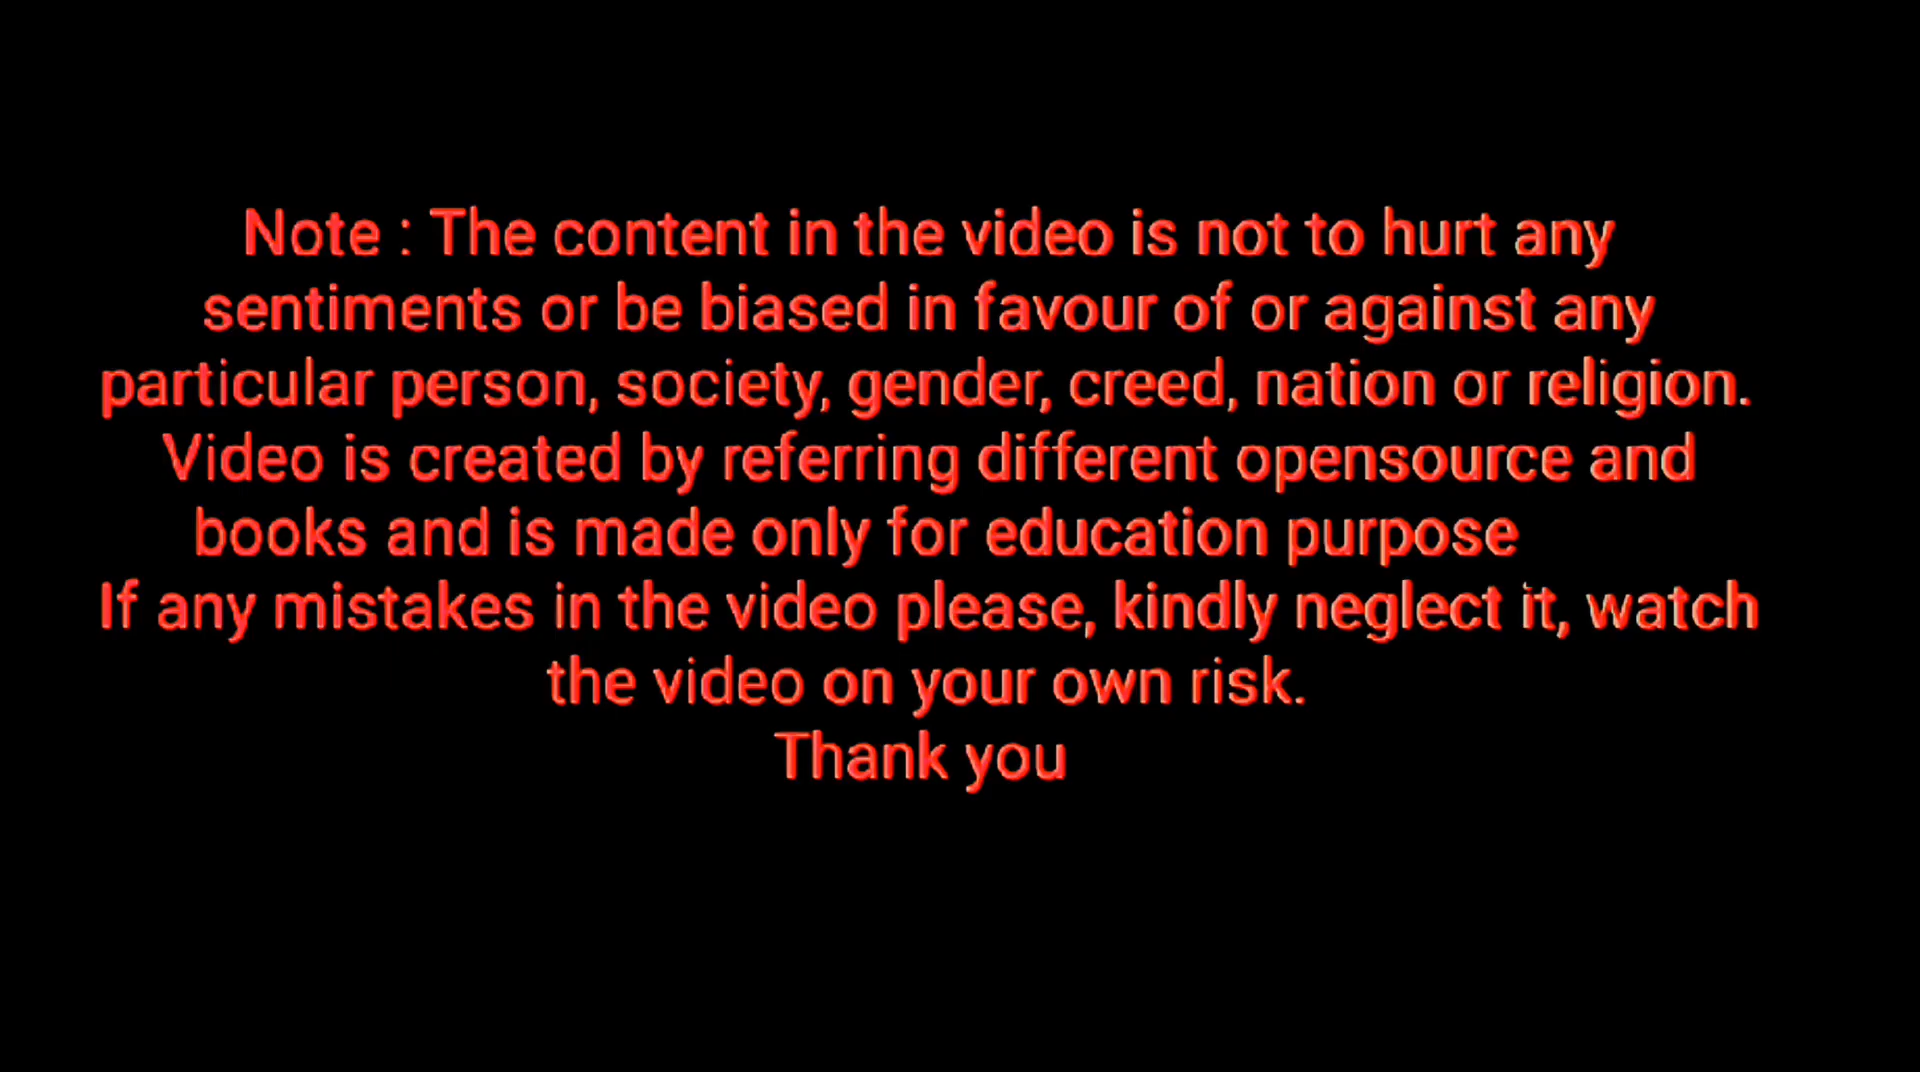 Note : The content in the video is not to hurt any
sentiments or be biased in favour of or against any
particular person, society, gender, creed, nation or religion.
Video is created by referring different opensource and
books and is made only for education purpose
If any mistakes in the video please, kindly neglect it, watch
the video on your own risk.
Thank you